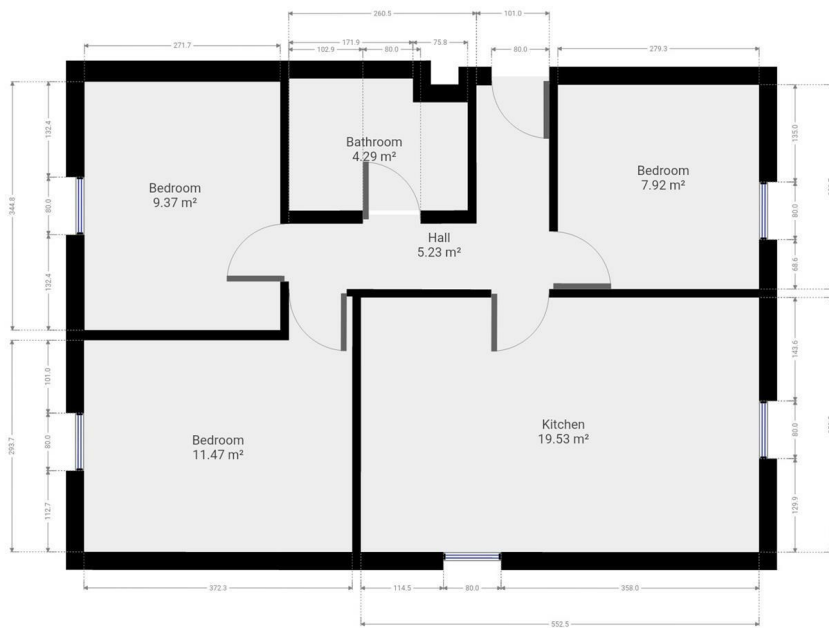 260.5
101.0
271.7
171.9
75.8
279.3
102.9
80.0
80.0
132.4
135.0
344.8
Bathroom
4.29 m²
Bedroom
9.37 m²
Bedroom
7.92 m²
80.0
80.0
Hall
5.23 m²
132.4
68.6
101.0
143.6
293.7
80.0
Bedroom
11.47 m²
Kitchen
19.53 m²
80.0
112.7
129.9
372.3
114.5
80.0
358.0
552.5